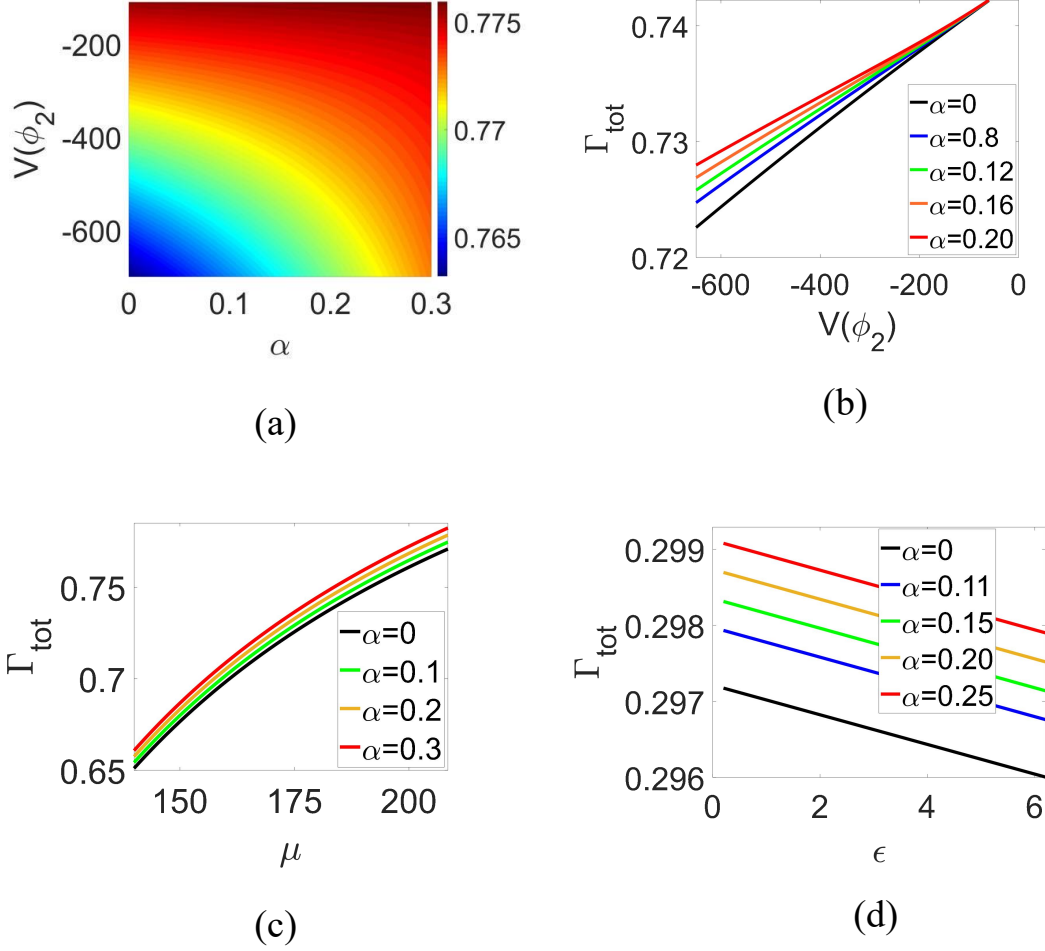 0.775
0.77
0.765
-200
-400
-600
V(ϕ₂)
0 0.1 0.2 0.3
α
(a)
0.74
0.73
0.72
Γtot
α=0
α=0.8
α=0.12
α=0.16
α=0.20
-600 -400 -200 0
V(ϕ₂)
(b)
0.75
0.7
0.65
Γtot
α=0
α=0.1
α=0.2
α=0.3
150 175 200
μ
(c)
0.299
0.298
0.297
0.296
Γtot
α=0
α=0.11
α=0.15
α=0.20
α=0.25
0 2 4 6
ϵ
(d)